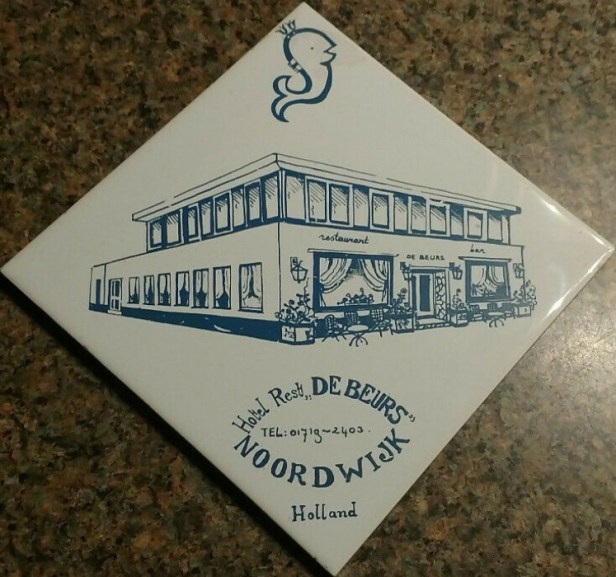 restaurant
DE BEURS
bar
Hotel Rest „DE BEURS„
TEL: 01719~2403.
NOORDWIJK
Holland